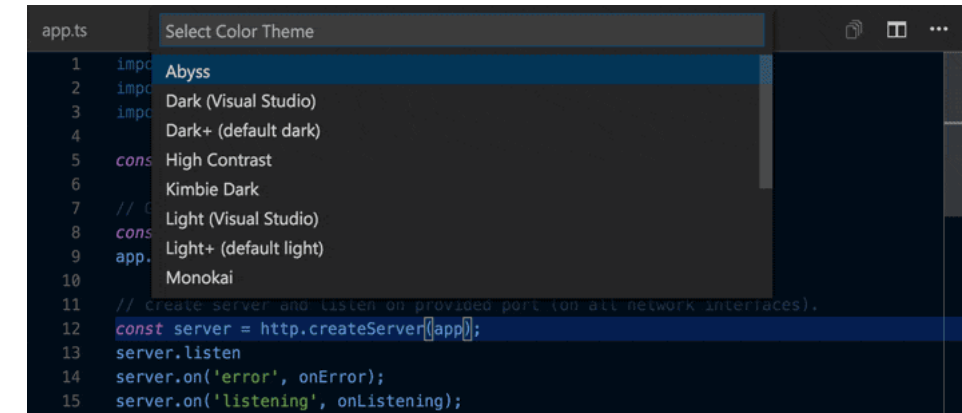 app.ts
Select Color Theme
Abyss
Dark (Visual Studio)
Dark+ (default dark)
High Contrast
Kimbie Dark
Light (Visual Studio)
Light+ (default light)
Monokai
1 impo
2 impo
3 impo
4
5 cons
6
7 // G
8 cons
9 app.
10
11 // create server and listen on provided port (on all network interfaces).
12 const server = http.createServer(app);
13 server.listen
14 server.on('error', onError);
15 server.on('listening', onListening);